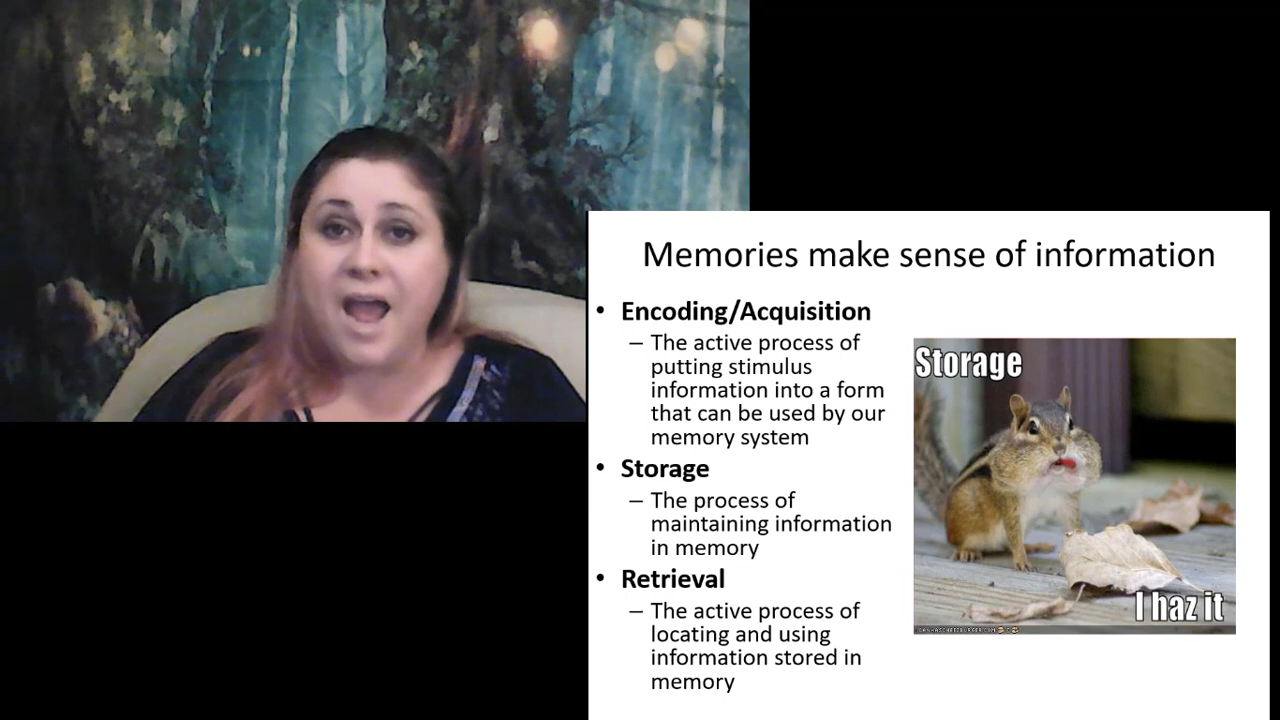 Memories make sense of information
• Encoding/Acquisition
– The active process of
putting stimulus
information into a form
that can be used by our
memory system
• Storage
– The process of
maintaining information
in memory
• Retrieval
– The active process of
locating and using
information stored in
memory
Storage
I haz it